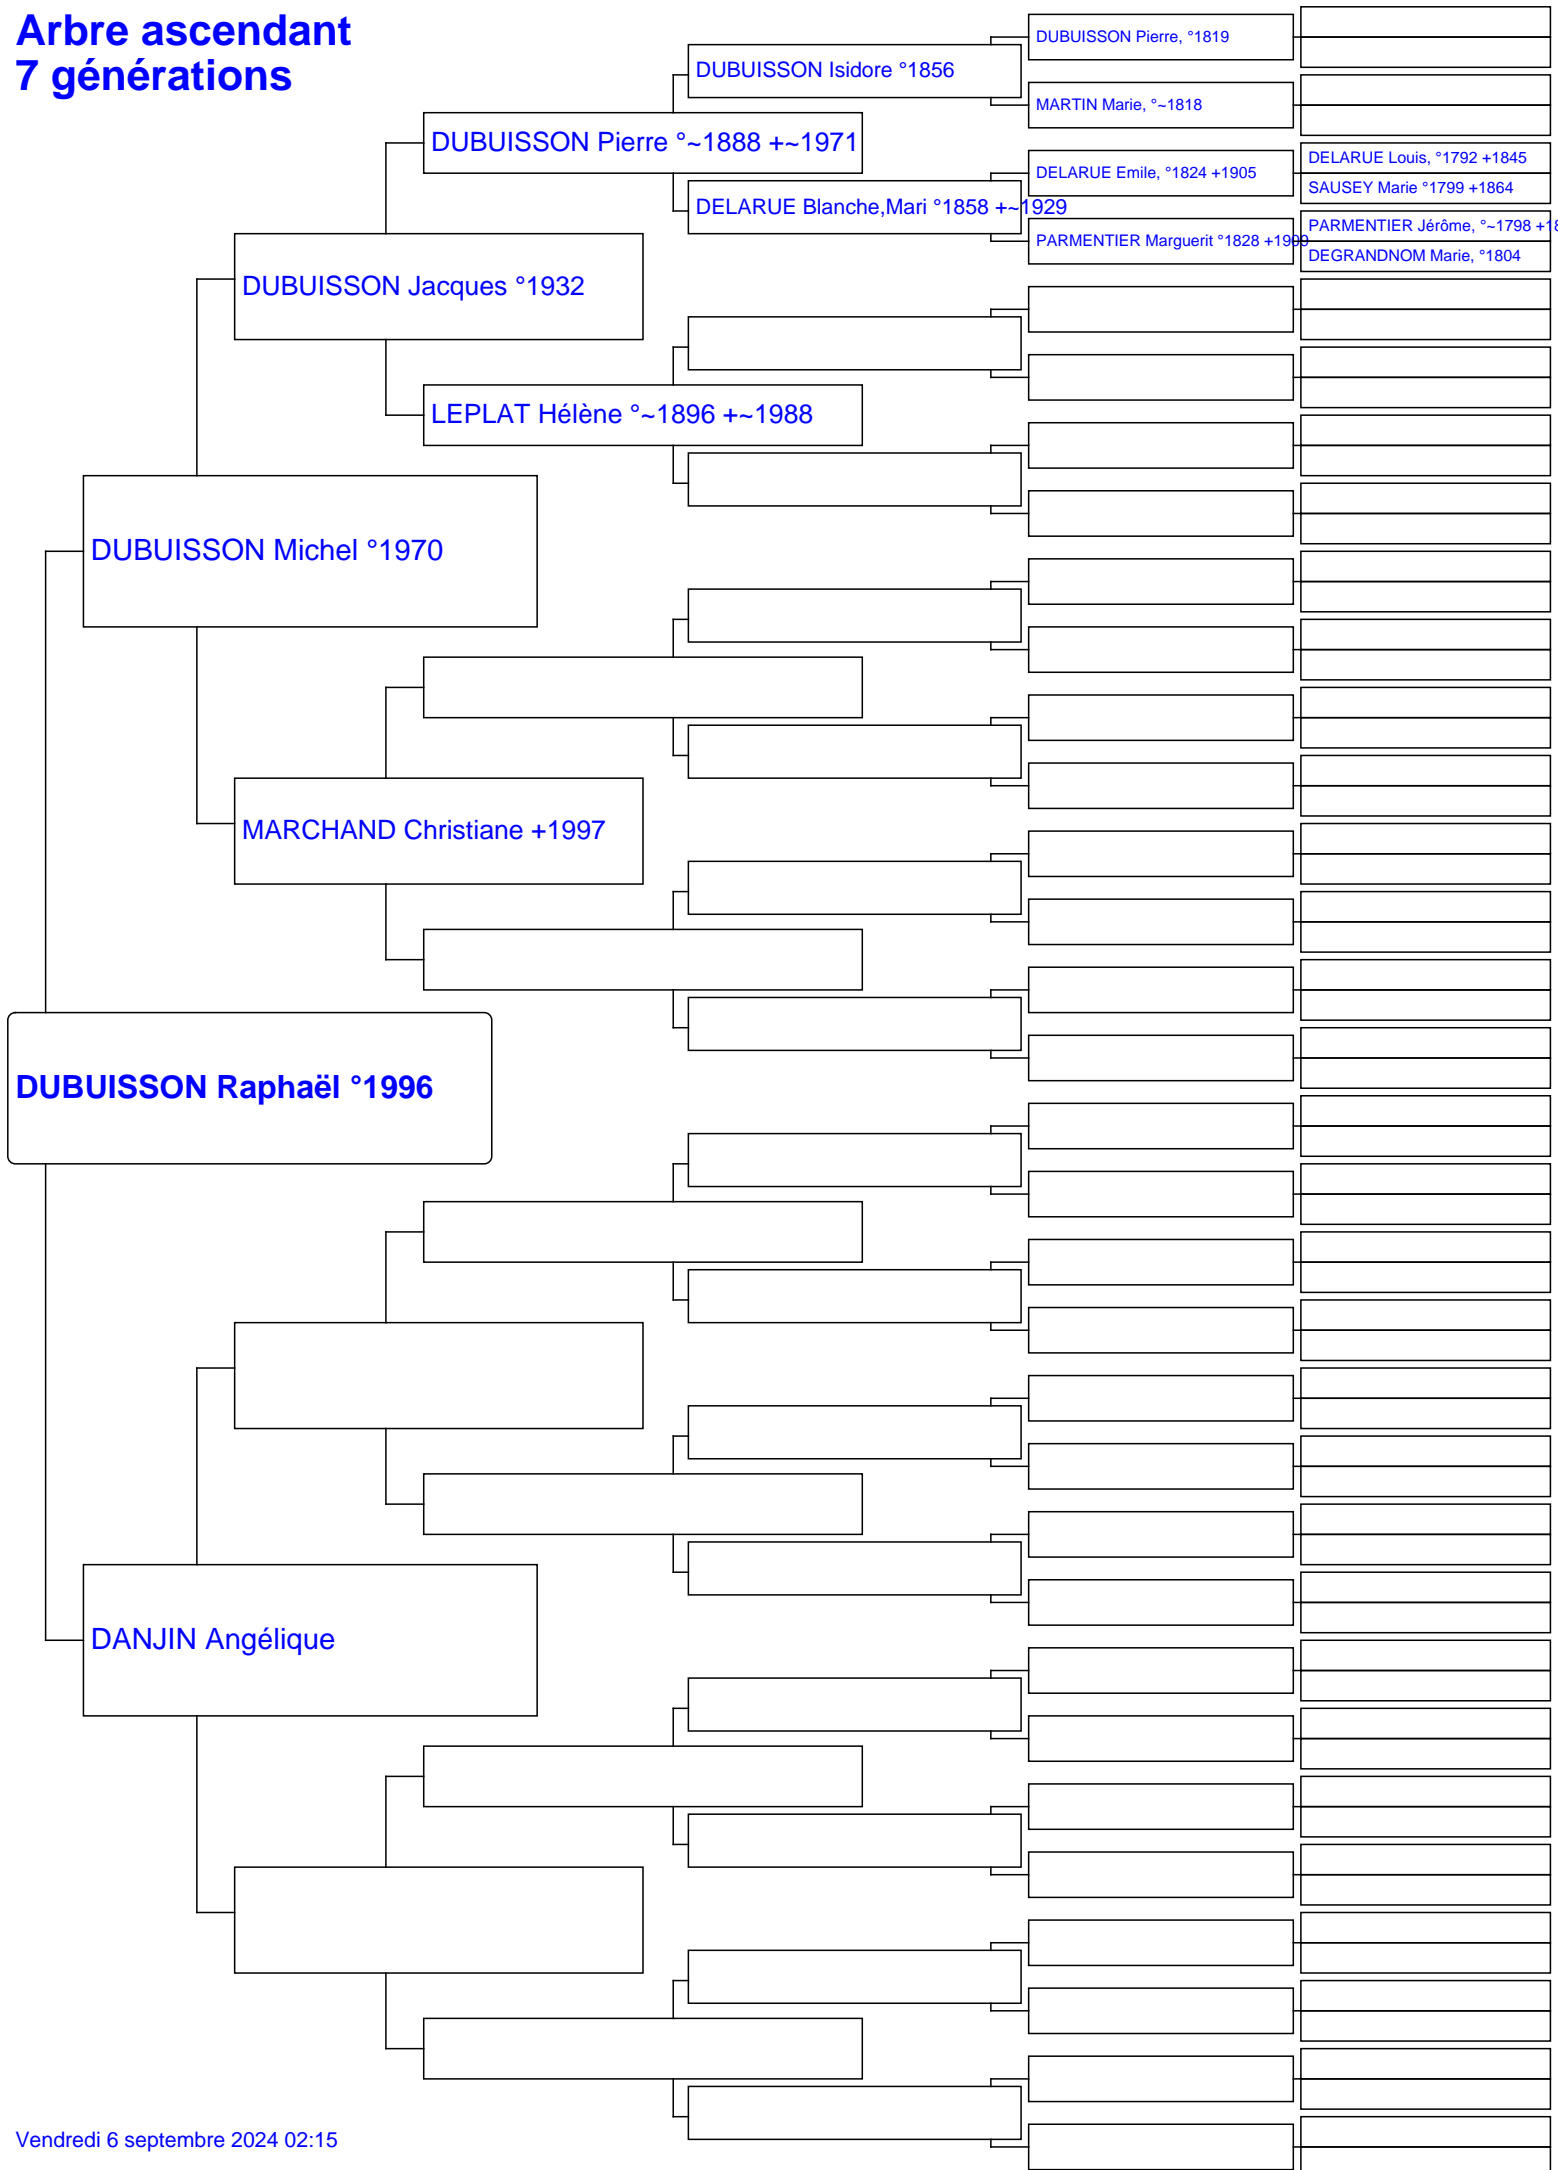 Arbre ascendant
7 générations
DUBUISSON Pierre, °1819
DUBUISSON Isidore °1856
MARTIN Marie, °~1818
DUBUISSON Pierre °~1888 +~1971
DELARUE Louis, °1792 +1845
DELARUE Emile, °1824 +1905
SAUSEY Marie °1799 +1864
DELARUE Blanche,Mari °1858 +~1929
PARMENTIER Jérôme, °~1798
PARMENTIER Marguerit °1828 +1909
DEGRANDNOM Marie, °1804
DUBUISSON Jacques °1932
LEPLAT Hélène °~1896 +~1988
DUBUISSON Michel °1970
MARCHAND Christiane +1997
DUBUISSON Raphaël °1996
DANJIN Angélique
Vendredi 6 septembre 2024 02:15